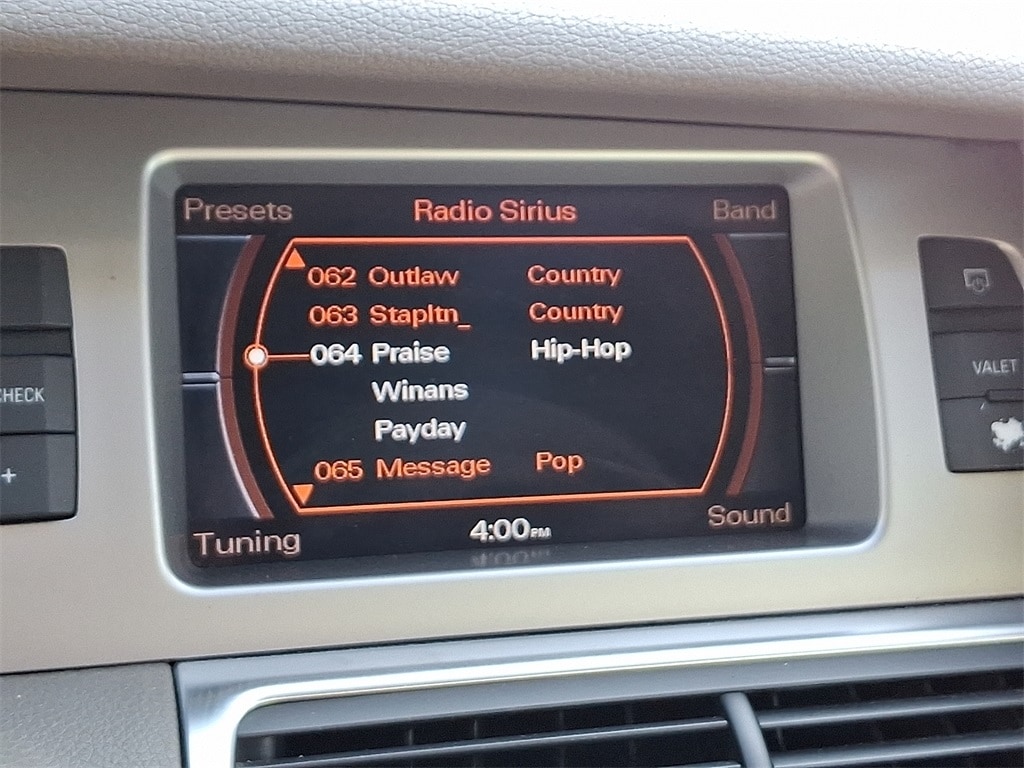 Presets Radio Sirius Band
062 Outlaw Country
063 Stapltn_ Country
064 Praise Hip-Hop
Winans
Payday
065 Message Pop
Tuning 4:00PM Sound
CHECK
+
VALET